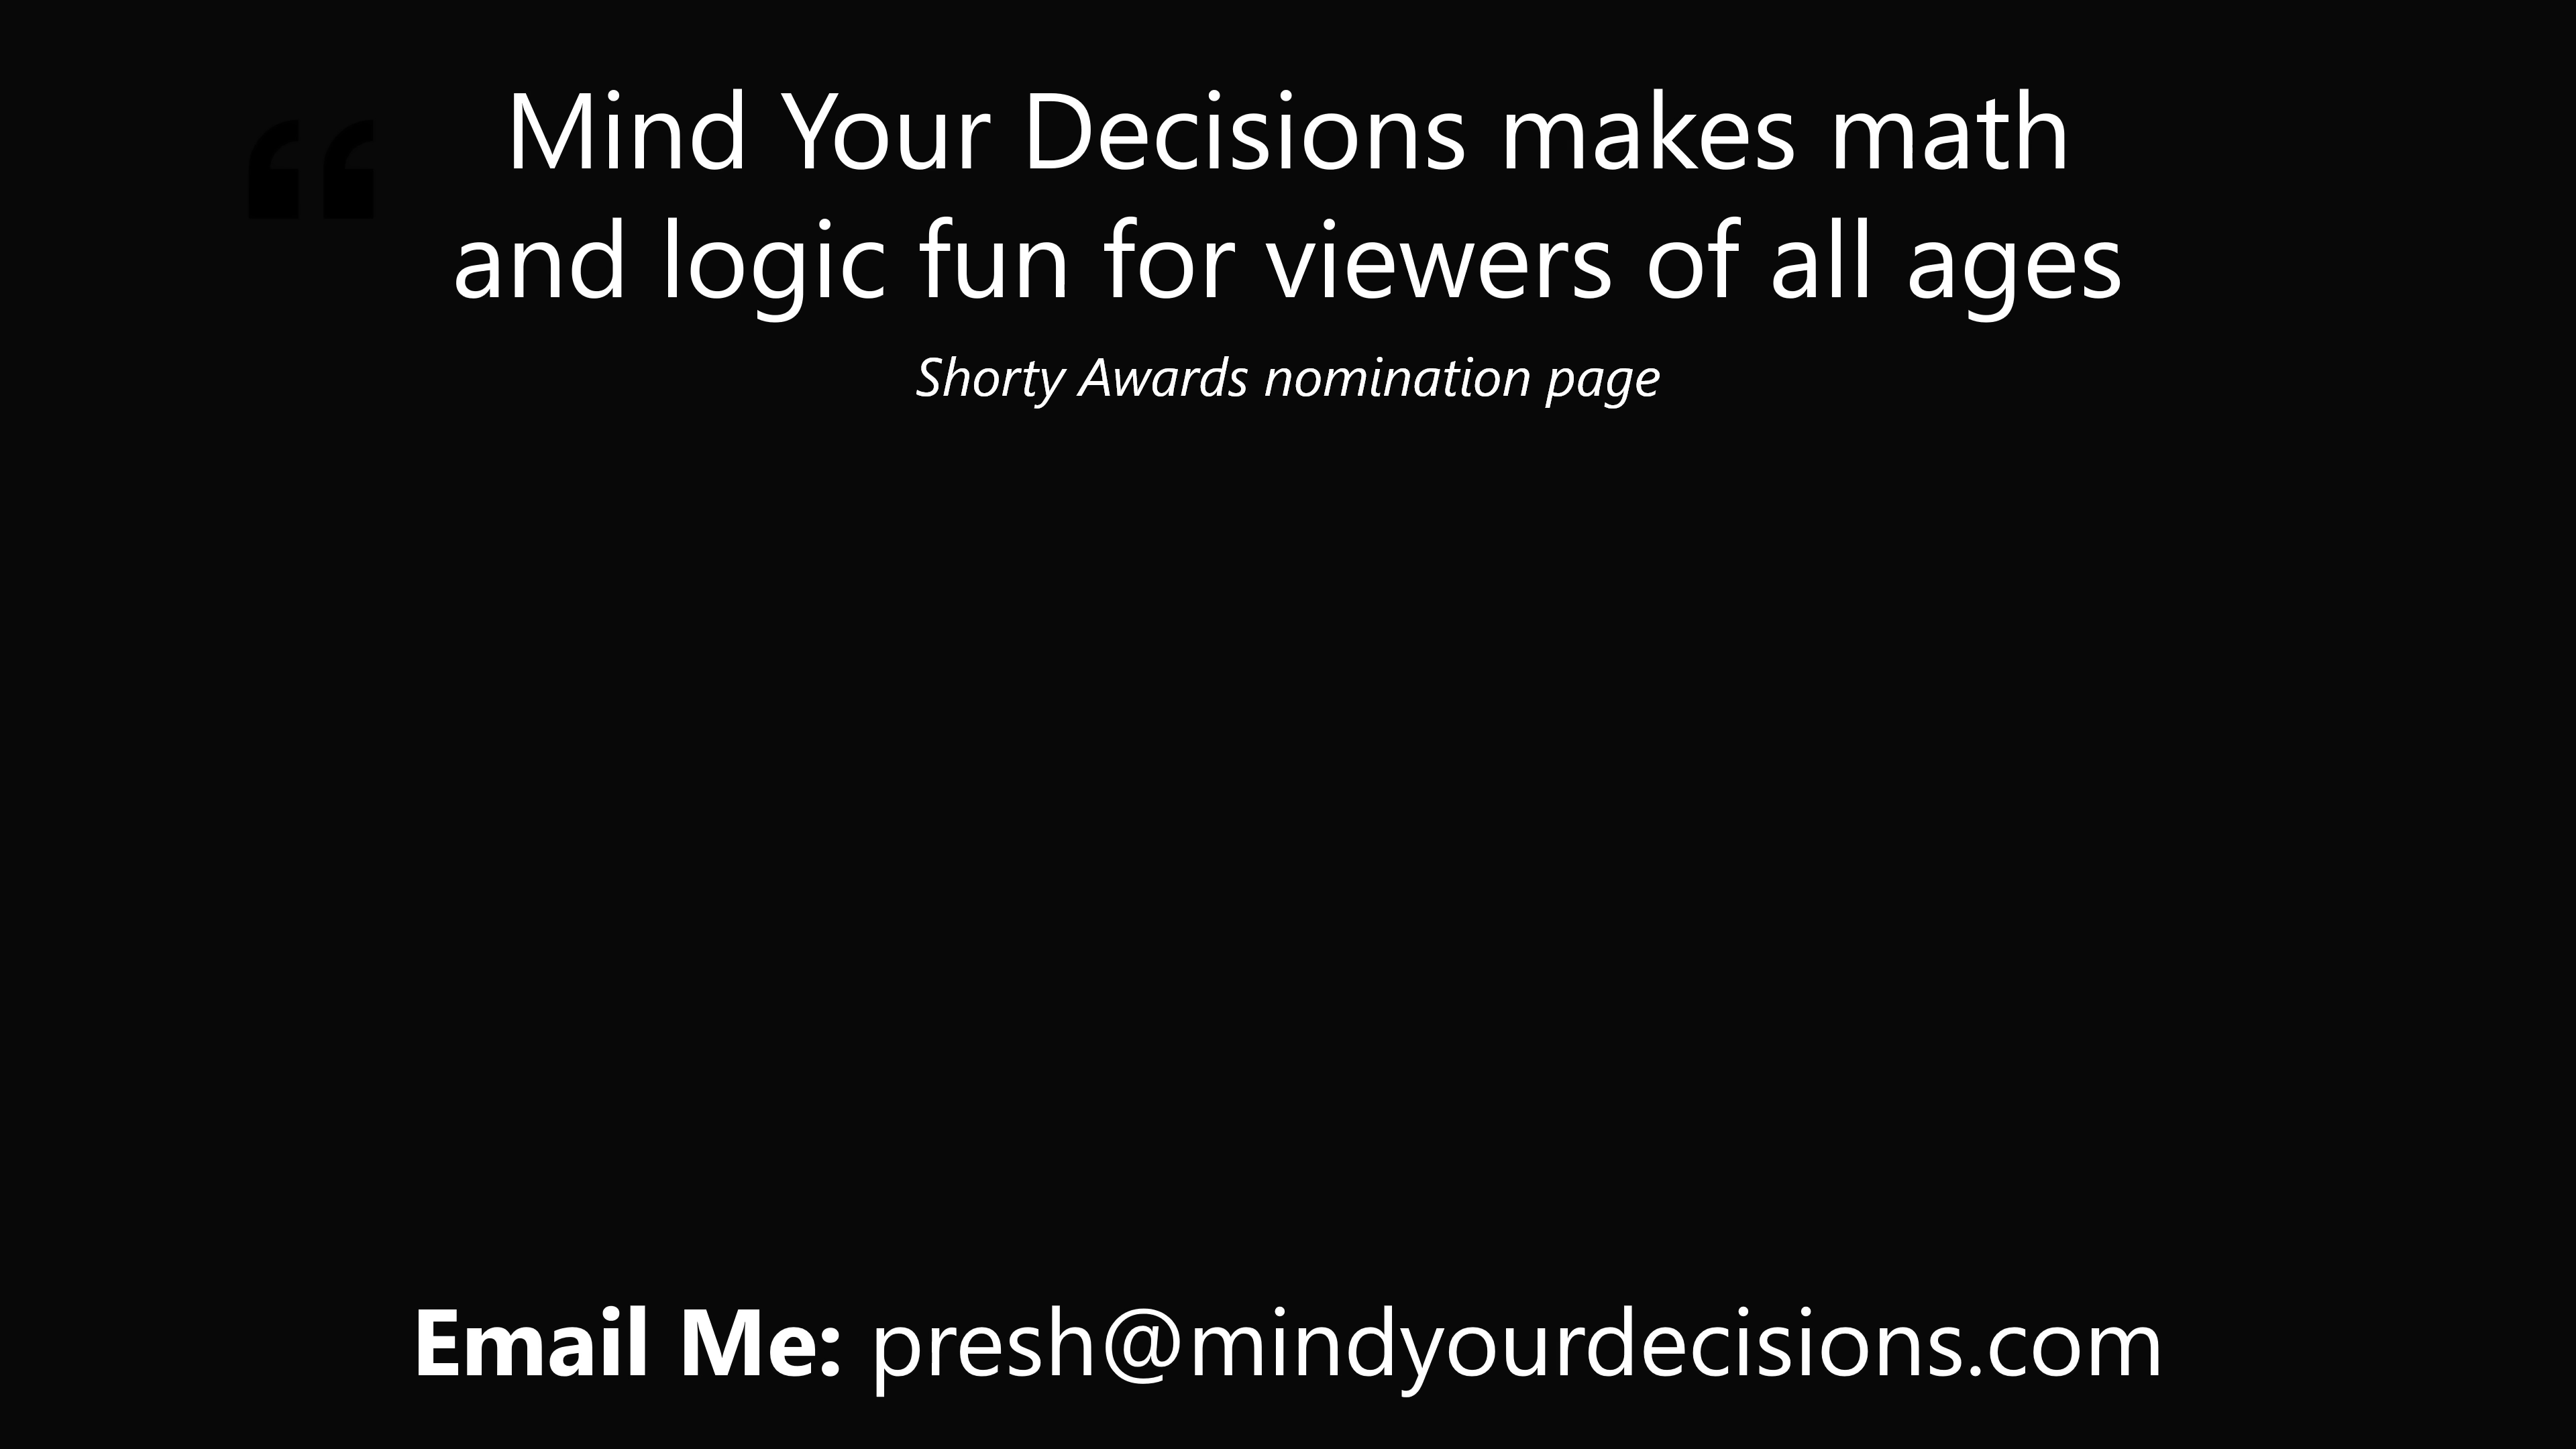 “ Mind Your Decisions makes math
and logic fun for viewers of all ages
Shorty Awards nomination page
Email Me: presh@mindyourdecisions.com